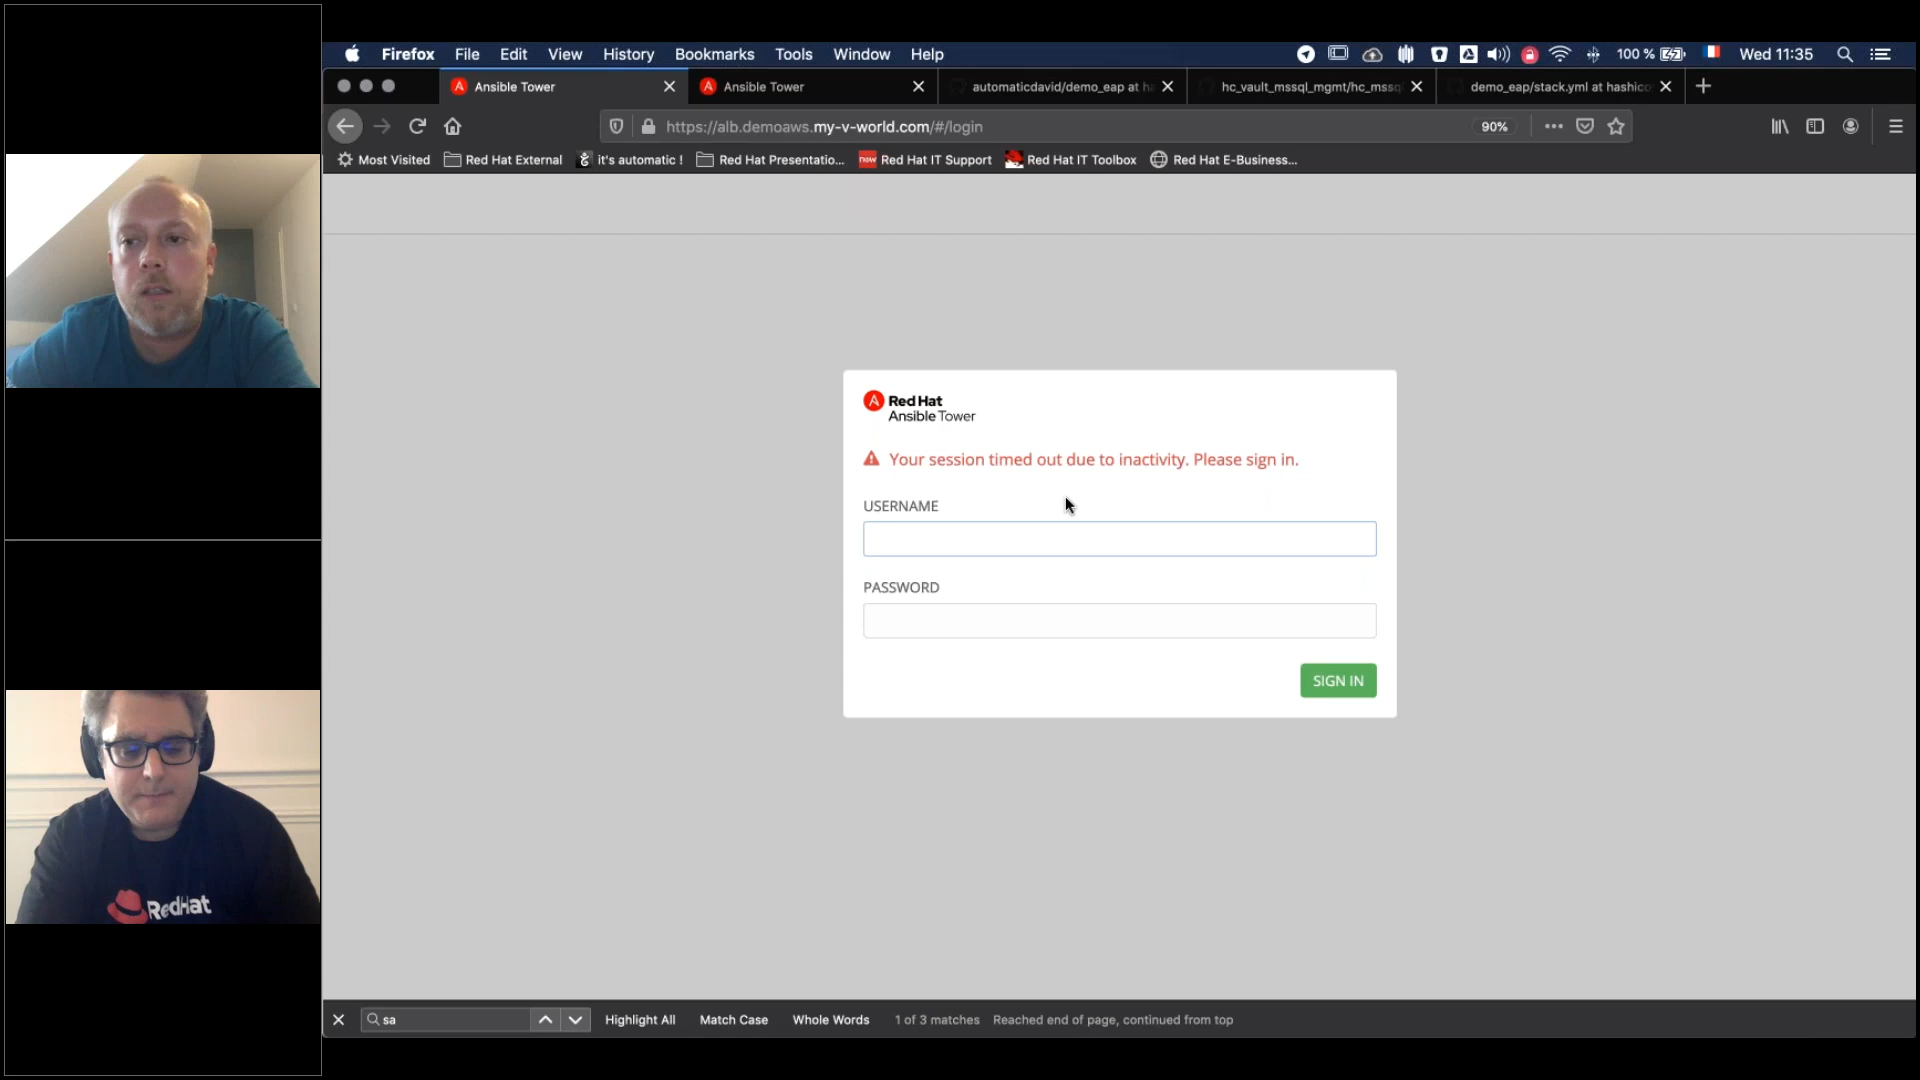 Firefox File Edit View History Bookmarks Tools Window Help 100 % Wed 11:35
Ansible Tower Ansible Tower automaticdavid/demo_eap at ha hc_vault_mssql_mgmt/hc_mssq demo_eap/stack.yml at hashico
https://alb.demoaws.my-v-world.com/#/login 90%
Most Visited Red Hat External it's automatic ! Red Hat Presentatio... now Red Hat IT Support Red Hat IT Toolbox Red Hat E-Business...
Red Hat
Ansible Tower
Your session timed out due to inactivity. Please sign in.
USERNAME
PASSWORD
SIGN IN
RedHat
sa Highlight All Match Case Whole Words 1 of 3 matches Reached end of page, continued from top